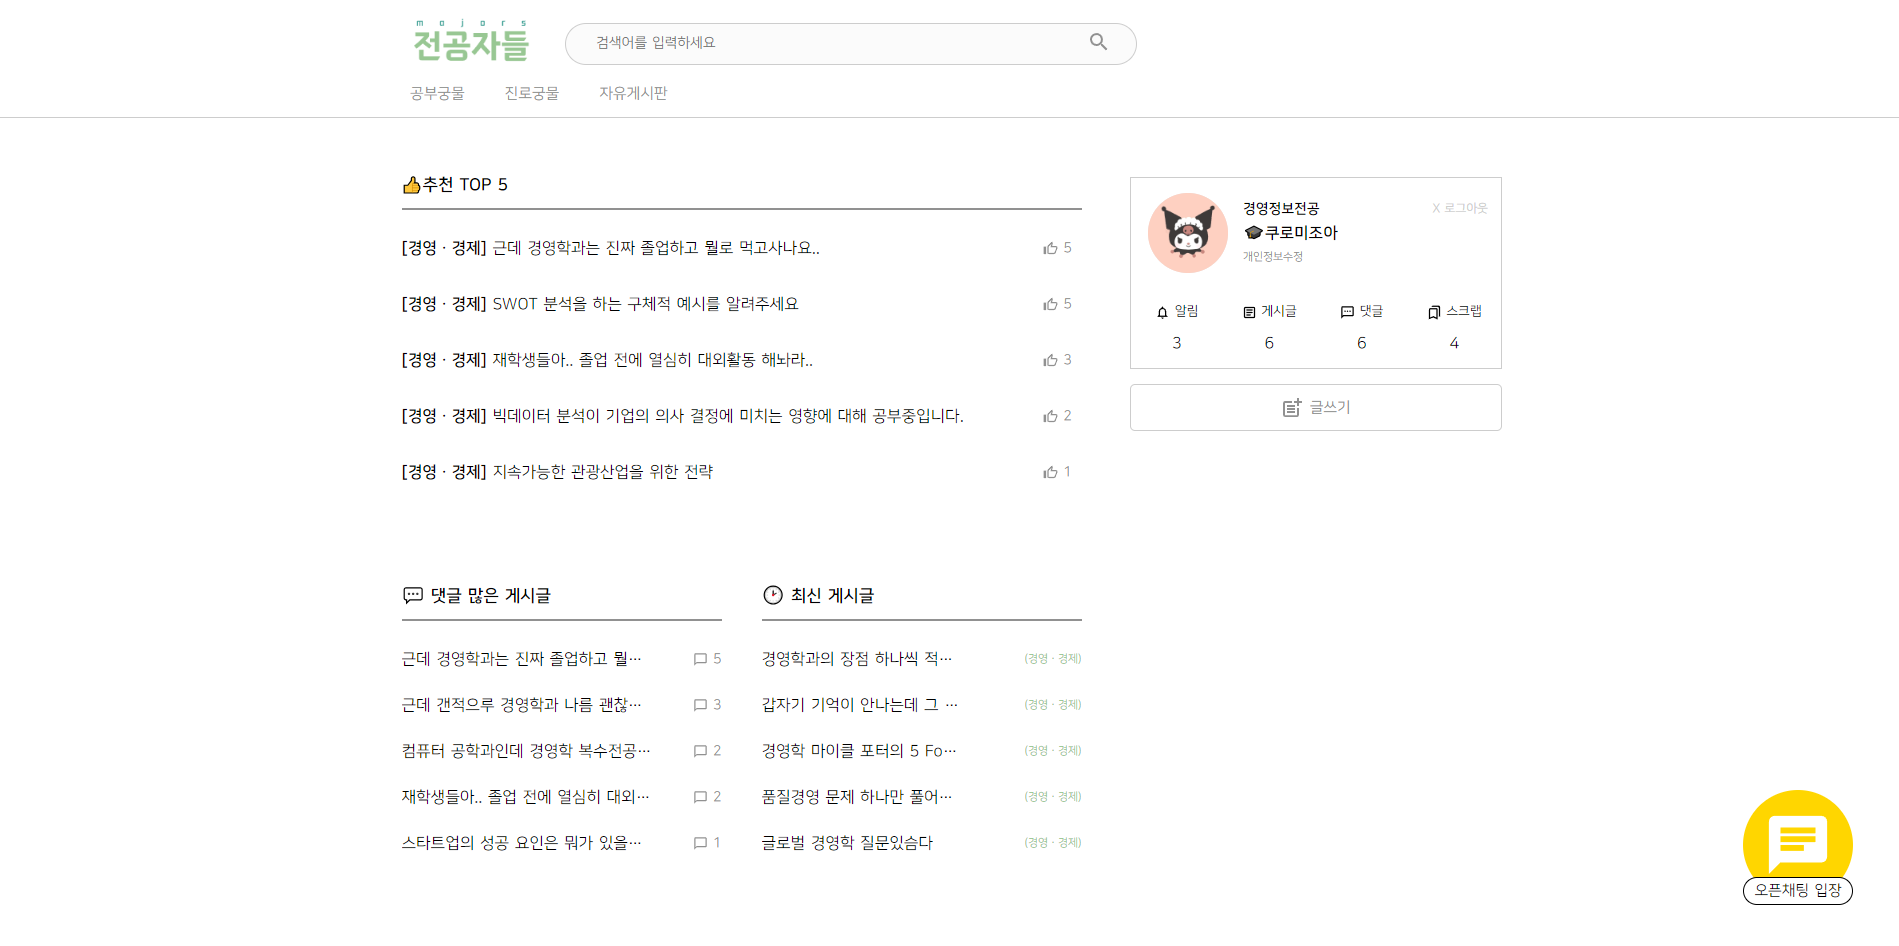 majors
전공자들
검색어를 입력하세요
공부궁물 진로궁물 자유게시판
추천 TOP 5
[경영 · 경제] 근데 경영학과는 진짜 졸업하고 뭘로 먹고사나요.. 5
[경영 · 경제] SWOT 분석을 하는 구체적 예시를 알려주세요 5
[경영 · 경제] 재학생들아.. 졸업 전에 열심히 대외활동 해놔라.. 3
[경영 · 경제] 빅데이터 분석이 기업의 의사 결정에 미치는 영향에 대해 공부중입니다. 2
[경영 · 경제] 지속가능한 관광산업을 위한 전략 1
경영정보전공 X 로그아웃
쿠로미조아
개인정보수정
알림 게시글 댓글 스크랩
3 6 6 4
글쓰기
댓글 많은 게시글
근데 경영학과는 진짜 졸업하고 뭘… 5
근데 갠적으루 경영학과 나름 괜찮… 3
컴퓨터 공학과인데 경영학 복수전공… 2
재학생들아.. 졸업 전에 열심히 대외… 2
스타트업의 성공 요인은 뭐가 있을… 1
최신 게시글
경영학과의 장점 하나씩 적… (경영 · 경제)
갑자기 기억이 안나는데 그 … (경영 · 경제)
경영학 마이클 포터의 5 Fo… (경영 · 경제)
품질경영 문제 하나만 풀어… (경영 · 경제)
글로벌 경영학 질문있슴다 (경영 · 경제)
오픈채팅 입장